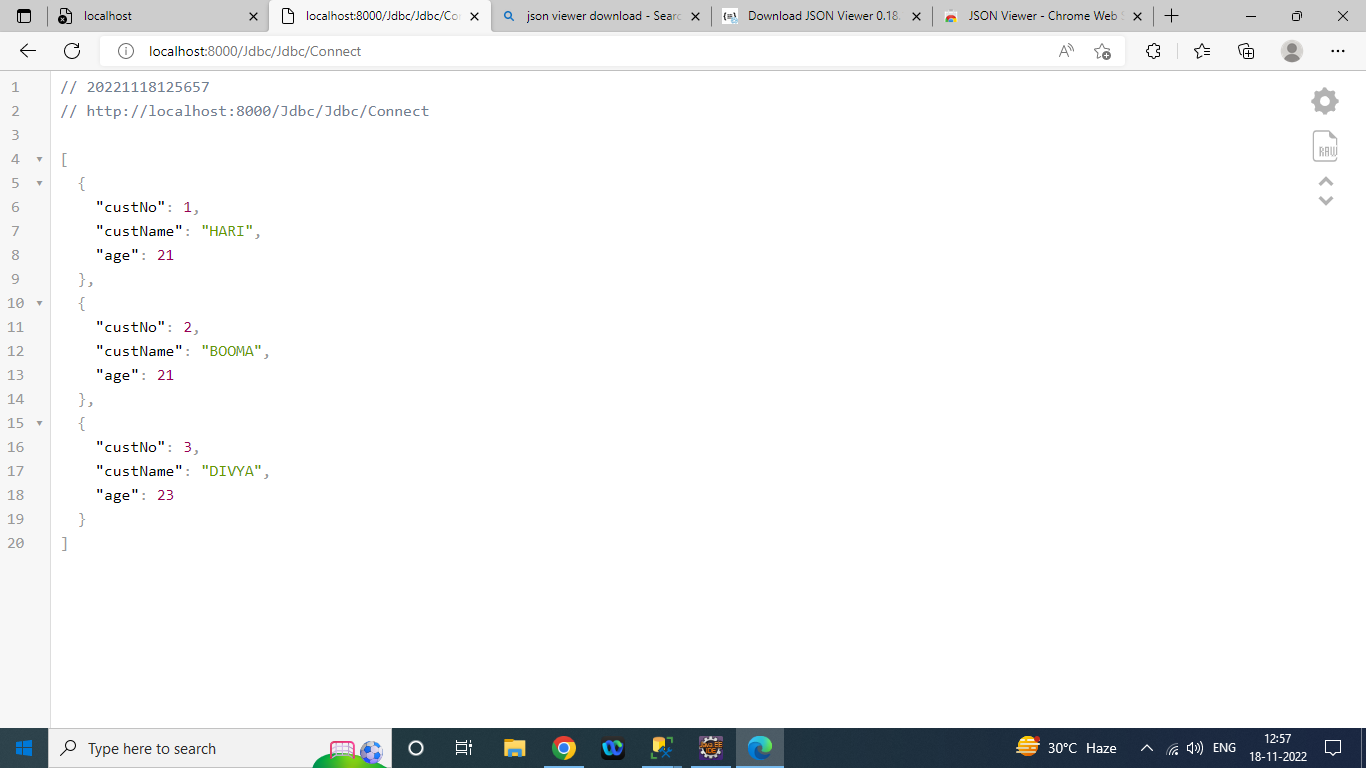 localhost
localhost:8000/Jdbc/Jdbc/Con
json viewer download - Searc
Download JSON Viewer 0.18.
JSON Viewer - Chrome Web S
localhost:8000/Jdbc/Jdbc/Connect
1 // 20221118125657
2 // http://localhost:8000/Jdbc/Jdbc/Connect
3
4 [
5 {
6 "custNo": 1,
7 "custName": "HARI",
8 "age": 21
9 },
10 {
11 "custNo": 2,
12 "custName": "BOOMA",
13 "age": 21
14 },
15 {
16 "custNo": 3,
17 "custName": "DIVYA",
18 "age": 23
19 }
20 ]
RAW
Type here to search
JAVA EE
IDE
30°C Haze
ENG
12:57
18-11-2022